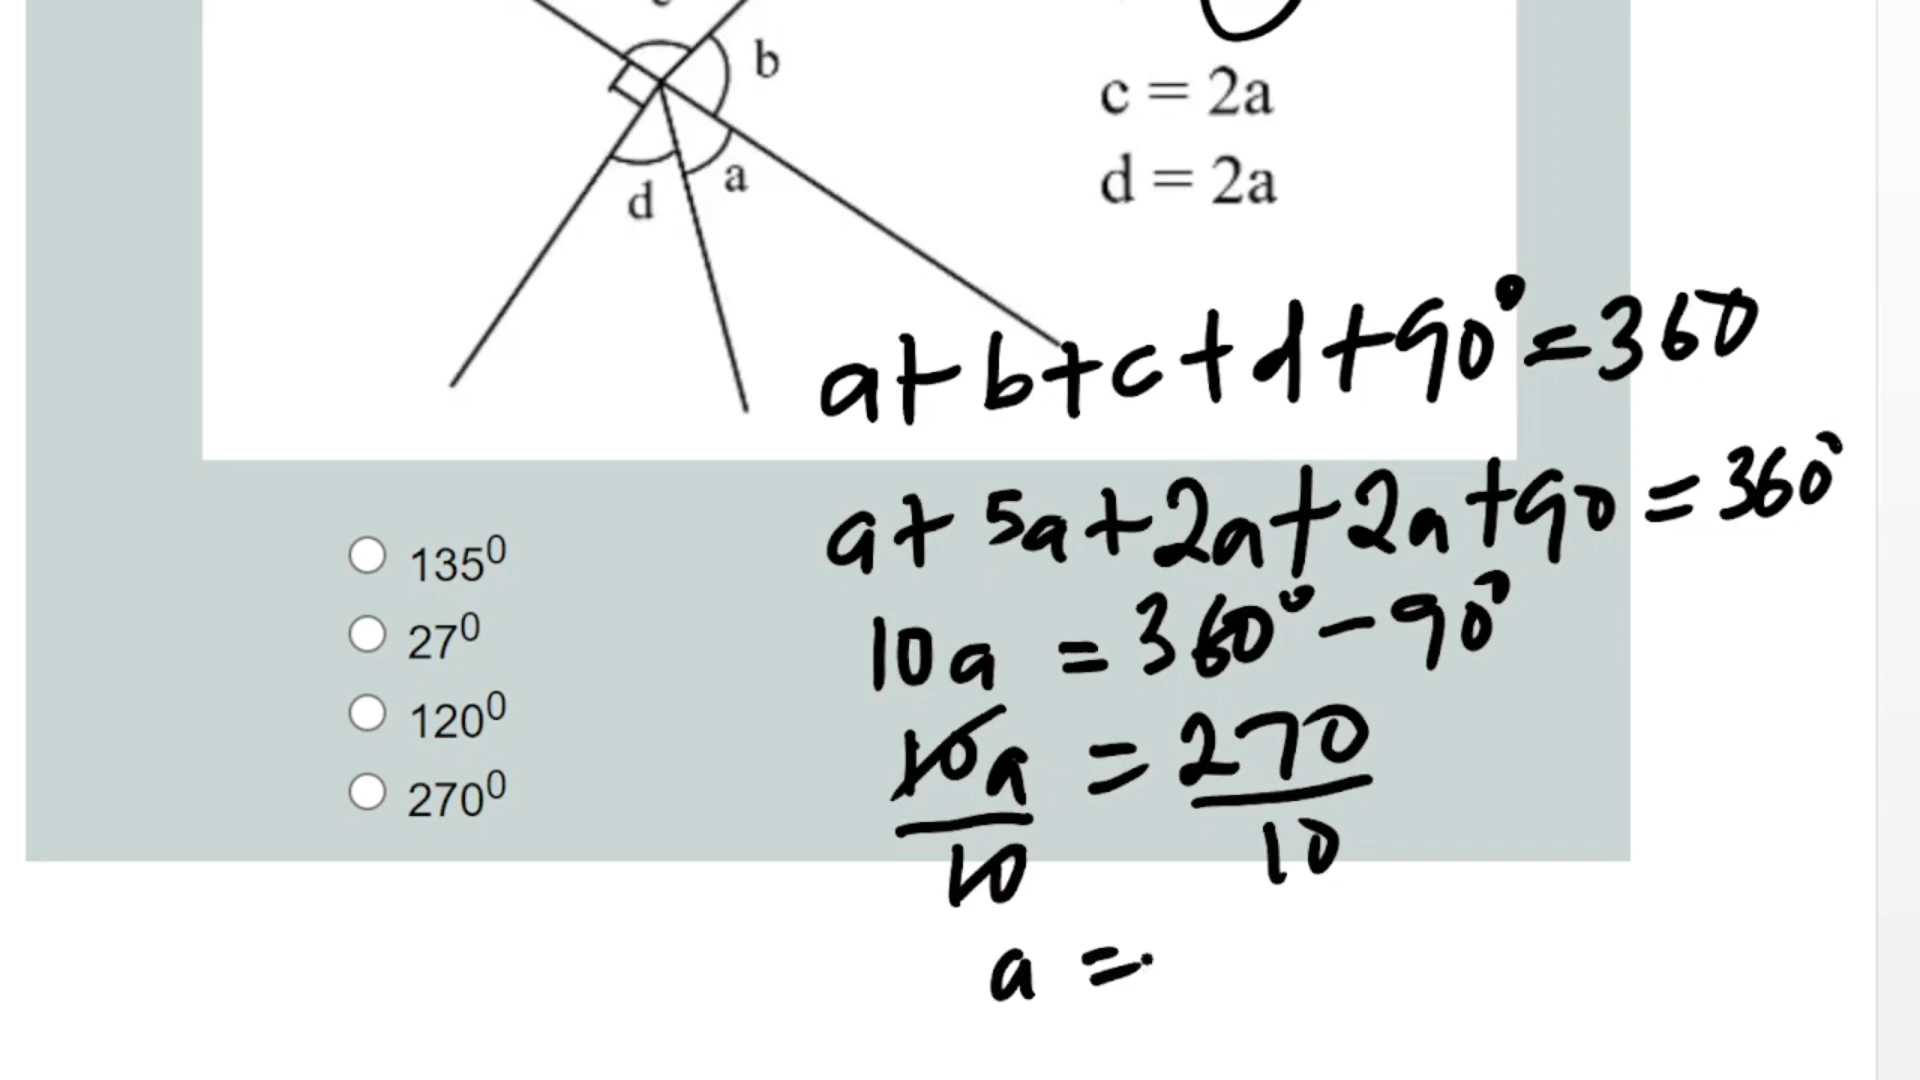 b
c = 2a
d = 2a
a
d
a+b+c+d+90°=360
a+5a+2a+2a+90=360°
135⁰
27⁰
120⁰
270⁰
10a = 360°-90°
10a = 270
10 10
a =